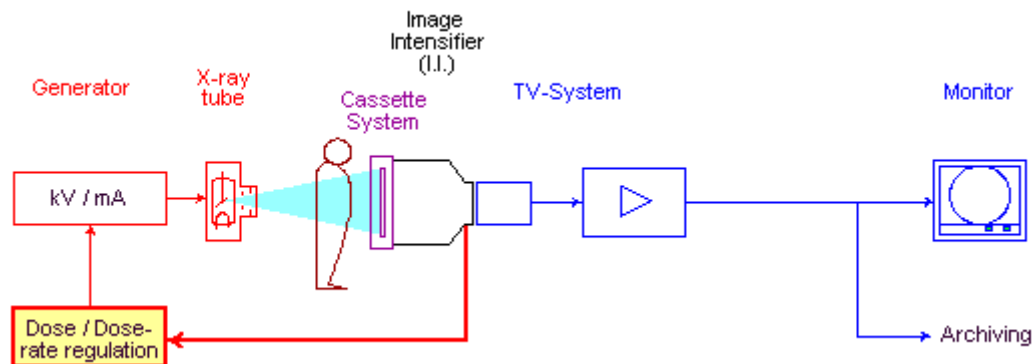 Image
Intensifier
(I.I.)
Generator
X-ray
tube
Cassette
System
TV-System
Monitor
kV / mA
Dose / Dose-
rate regulation
Archiving